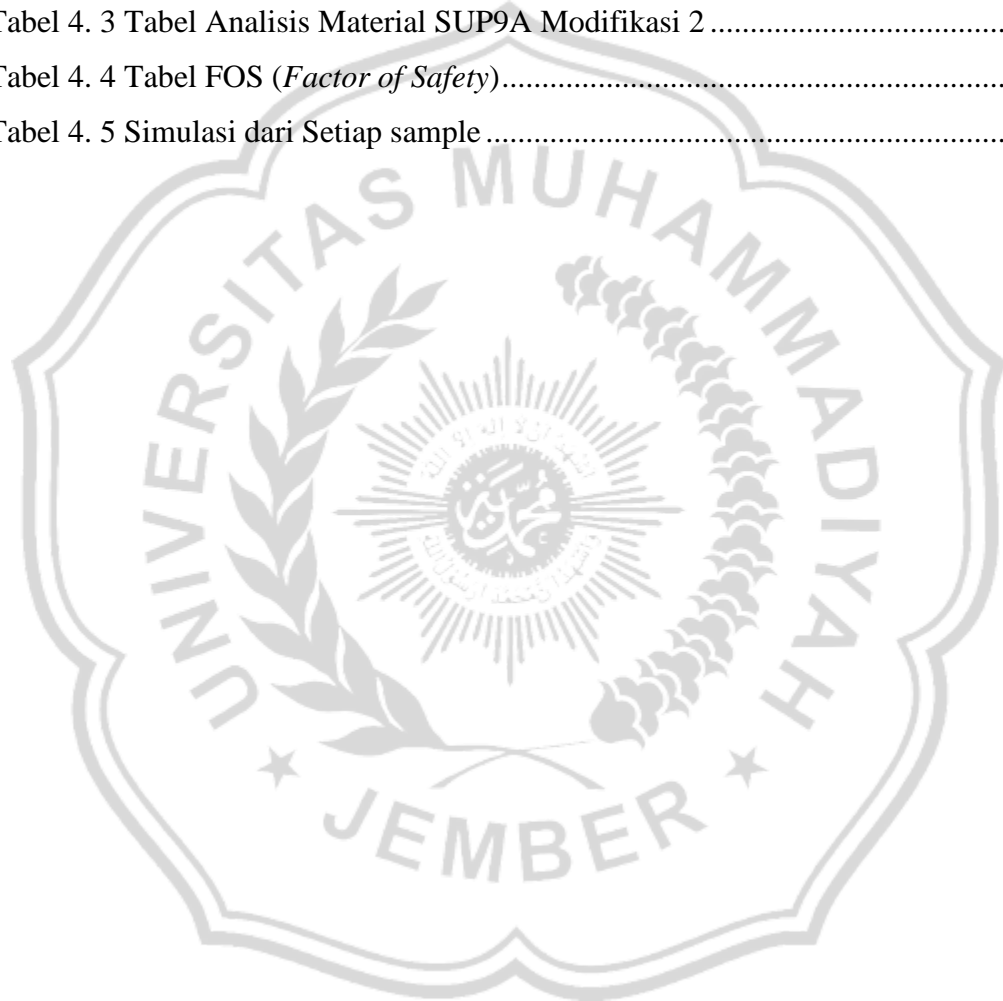 Tabel 4. 3 Tabel Analisis Material SUP9A Modifikasi 2 ....................................
Tabel 4. 4 Tabel FOS (Factor of Safety)..............................................................
Tabel 4. 5 Simulasi dari Setiap sample ................................................................
UNIVERSITAS MUHAMMADIYAH
JEMBER